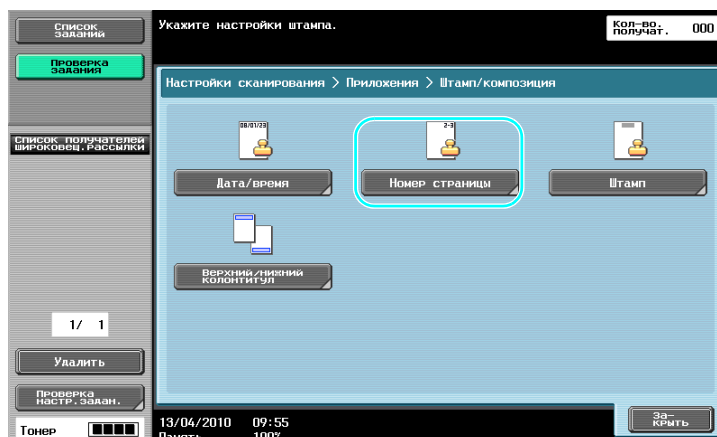 Список
заданий
Укажите настройки штампа.
Кол-во.
получат.
000
Проверка
задания
Настройки сканирования > Приложения > Штамп/композиция
Список получателей
широковещ.рассылки
08/01/23
2-3
Дата/время
Номер страницы
Штамп
Верхний/нижний
колонтитул
1/ 1
Удалить
Проверка
настр.задан.
Тонер
13/04/2010 09:55
Память 100%
За-
крыть